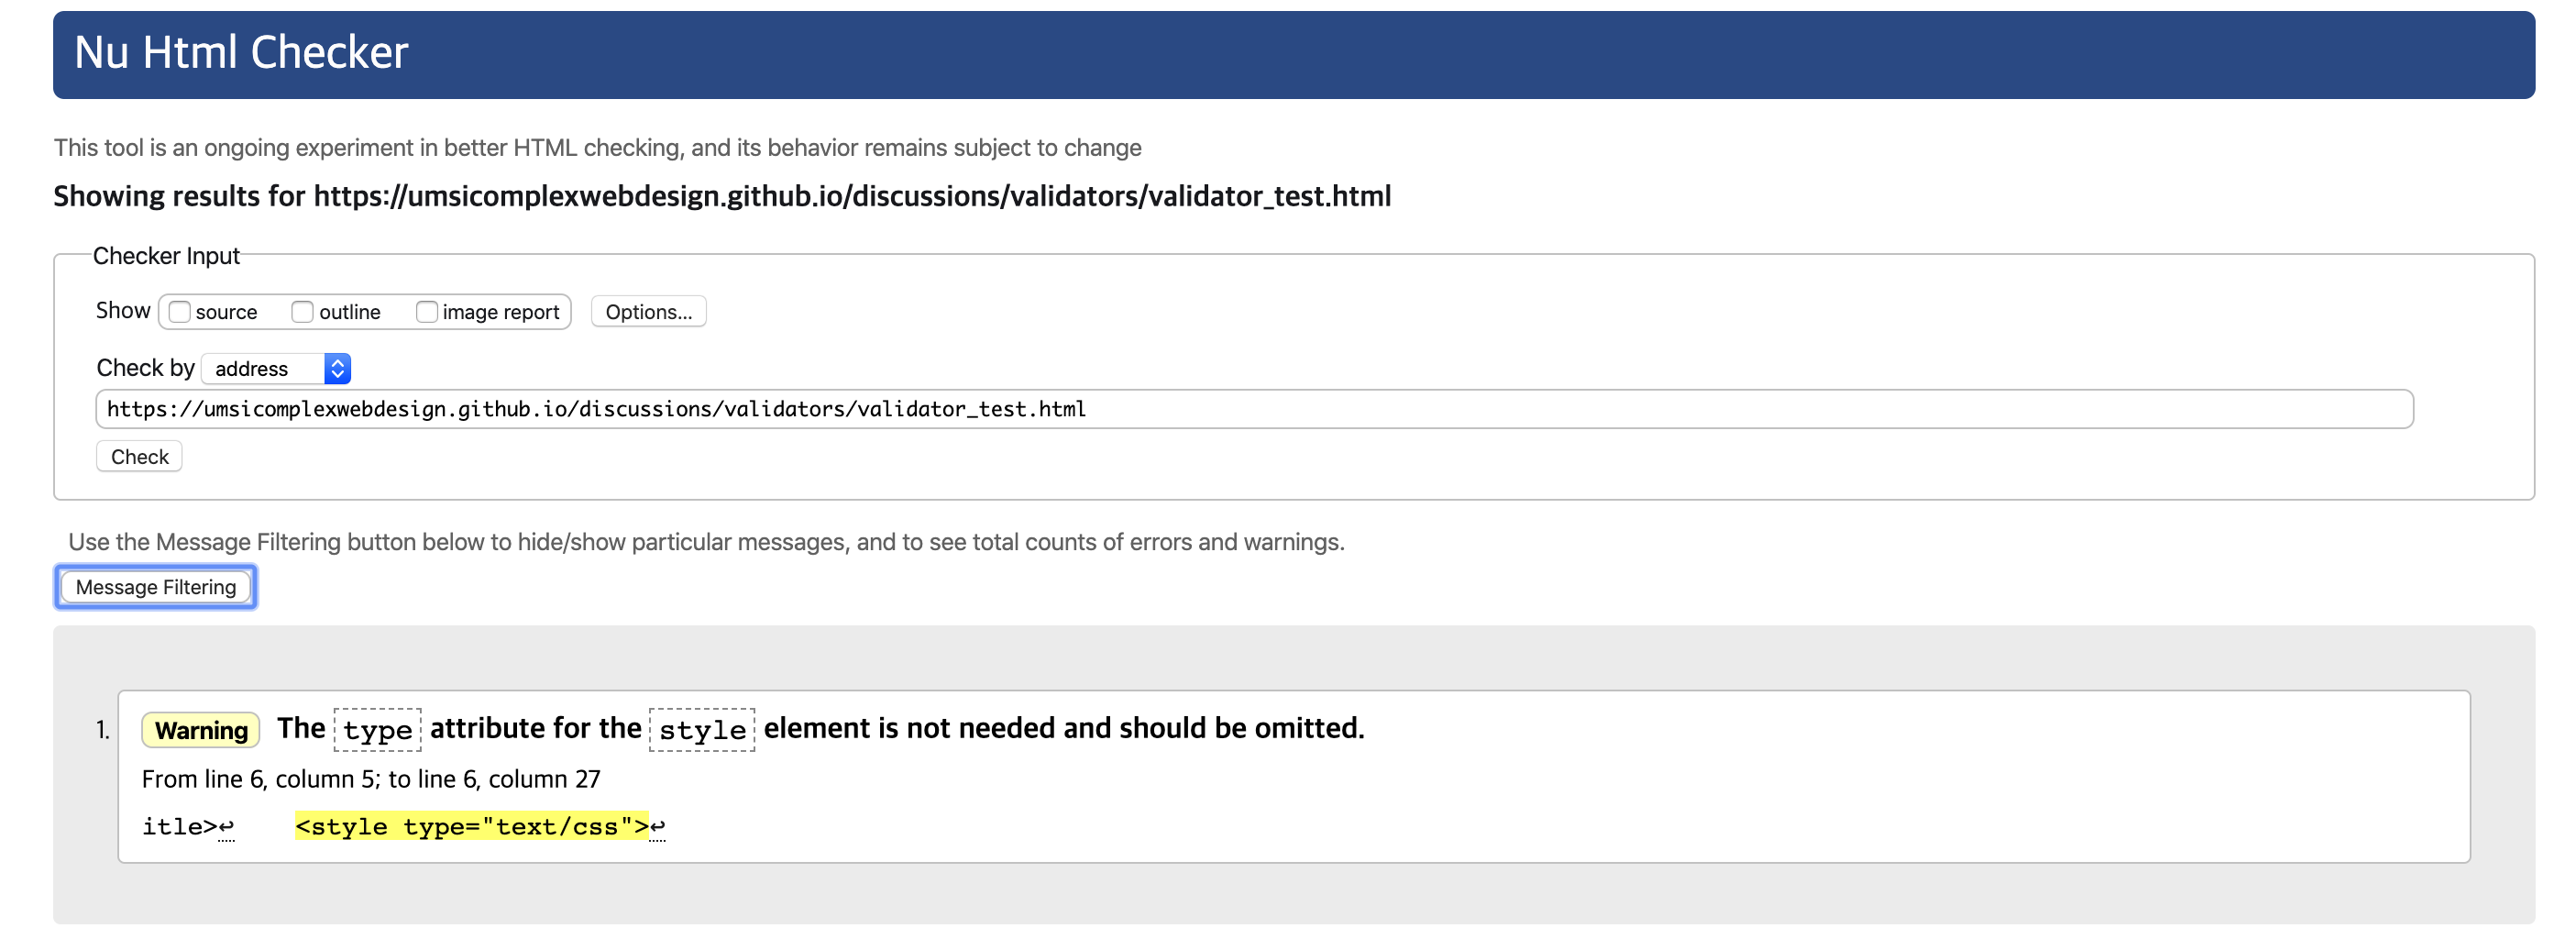 Nu Html Checker
This tool is an ongoing experiment in better HTML checking, and its behavior remains subject to change
Showing results for https://umsicomplexwebdesign.github.io/discussions/validators/validator_test.html
Checker Input
Show source outline image report Options...
Check by address
https://umsicomplexwebdesign.github.io/discussions/validators/validator_test.html
Check
Use the Message Filtering button below to hide/show particular messages, and to see total counts of errors and warnings.
Message Filtering
1. Warning The type attribute for the style element is not needed and should be omitted.
From line 6, column 5; to line 6, column 27
itle>↩ <style type="text/css">↩